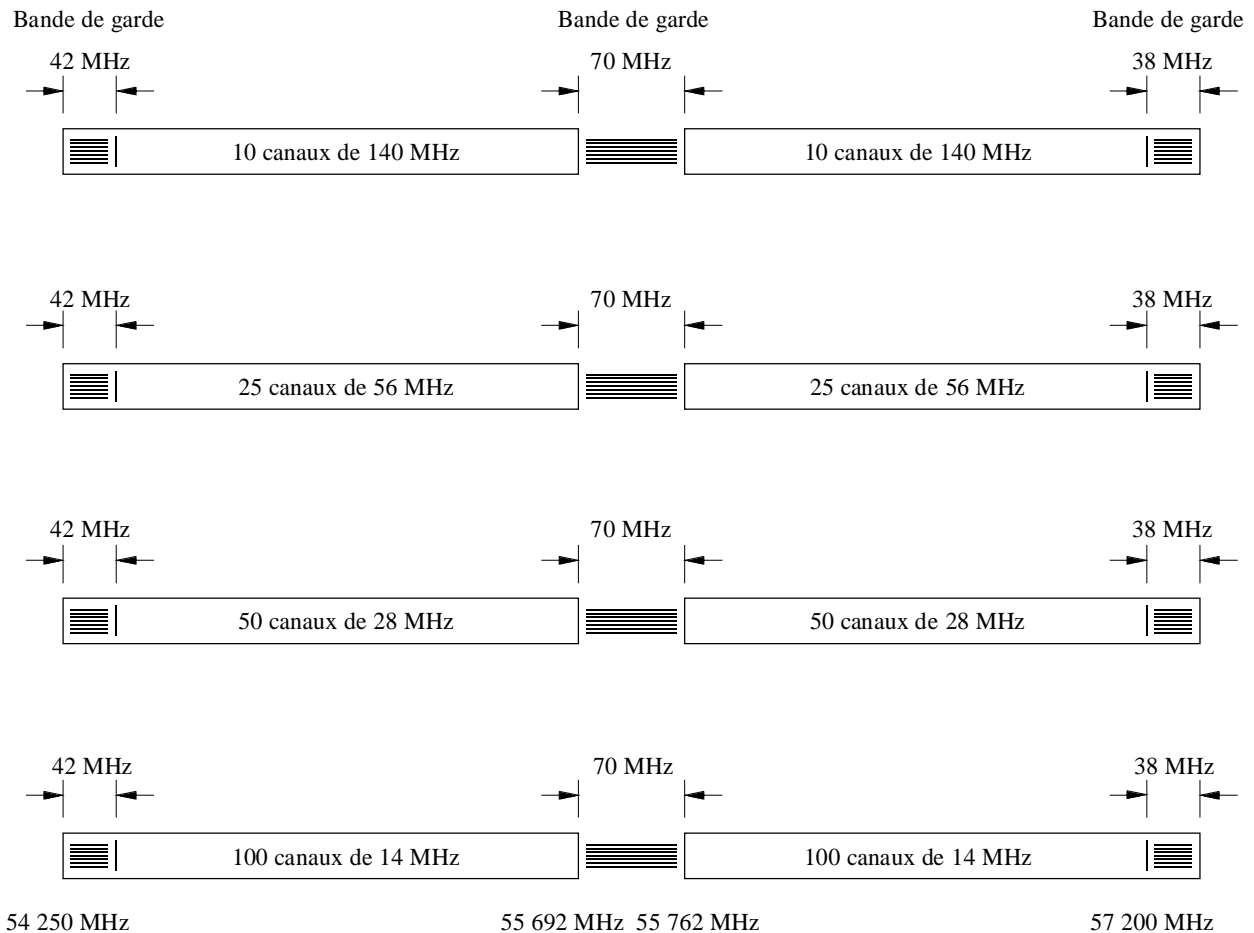 Bande de garde Bande de garde Bande de garde
42 MHz 70 MHz 38 MHz
10 canaux de 140 MHz 10 canaux de 140 MHz
42 MHz 70 MHz 38 MHz
25 canaux de 56 MHz 25 canaux de 56 MHz
42 MHz 70 MHz 38 MHz
50 canaux de 28 MHz 50 canaux de 28 MHz
42 MHz 70 MHz 38 MHz
100 canaux de 14 MHz 100 canaux de 14 MHz
54 250 MHz 55 692 MHz 55 762 MHz 57 200 MHz